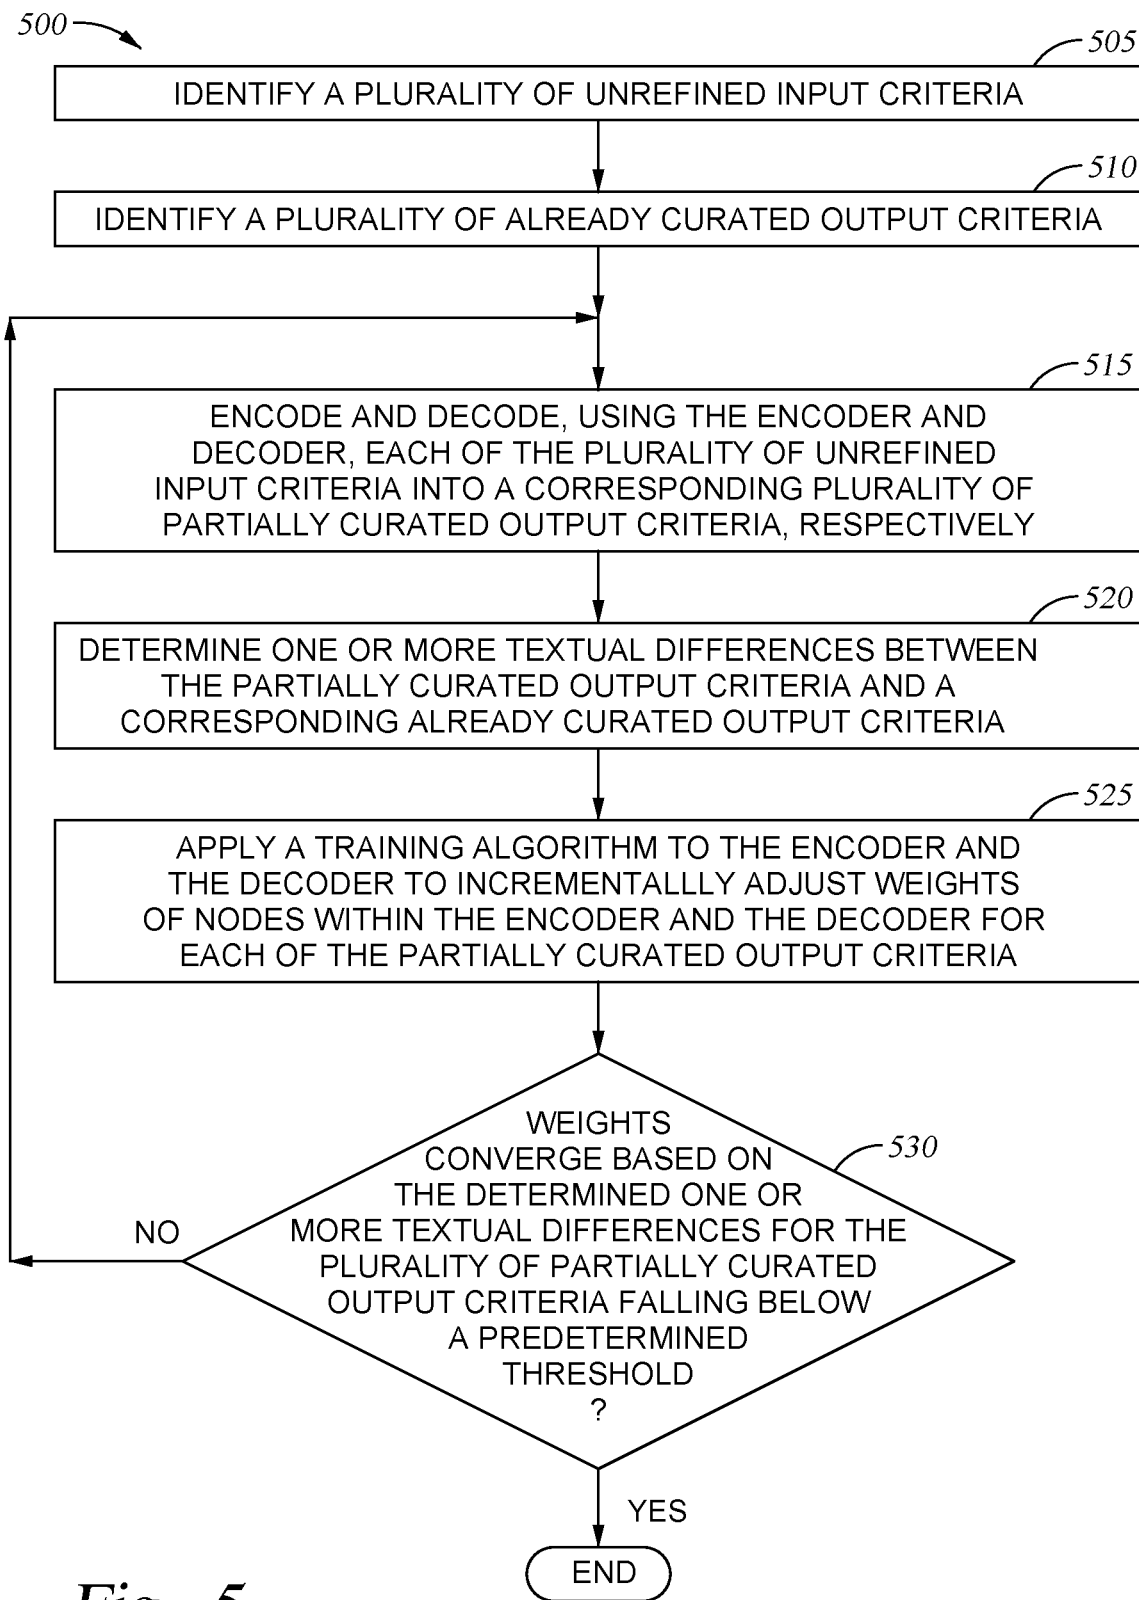 500
505
IDENTIFY A PLURALITY OF UNREFINED INPUT CRITERIA
510
IDENTIFY A PLURALITY OF ALREADY CURATED OUTPUT CRITERIA
515
ENCODE AND DECODE, USING THE ENCODER AND
DECODER, EACH OF THE PLURALITY OF UNREFINED
INPUT CRITERIA INTO A CORRESPONDING PLURALITY OF
PARTIALLY CURATED OUTPUT CRITERIA, RESPECTIVELY
520
DETERMINE ONE OR MORE TEXTUAL DIFFERENCES BETWEEN
THE PARTIALLY CURATED OUTPUT CRITERIA AND A
CORRESPONDING ALREADY CURATED OUTPUT CRITERIA
525
APPLY A TRAINING ALGORITHM TO THE ENCODER AND
THE DECODER TO INCREMENTALLLY ADJUST WEIGHTS
OF NODES WITHIN THE ENCODER AND THE DECODER FOR
EACH OF THE PARTIALLY CURATED OUTPUT CRITERIA
530
WEIGHTS
CONVERGE BASED ON
THE DETERMINED ONE OR
MORE TEXTUAL DIFFERENCES FOR THE
PLURALITY OF PARTIALLY CURATED
OUTPUT CRITERIA FALLING BELOW
A PREDETERMINED
THRESHOLD
?
NO
YES
END
Fig. 5